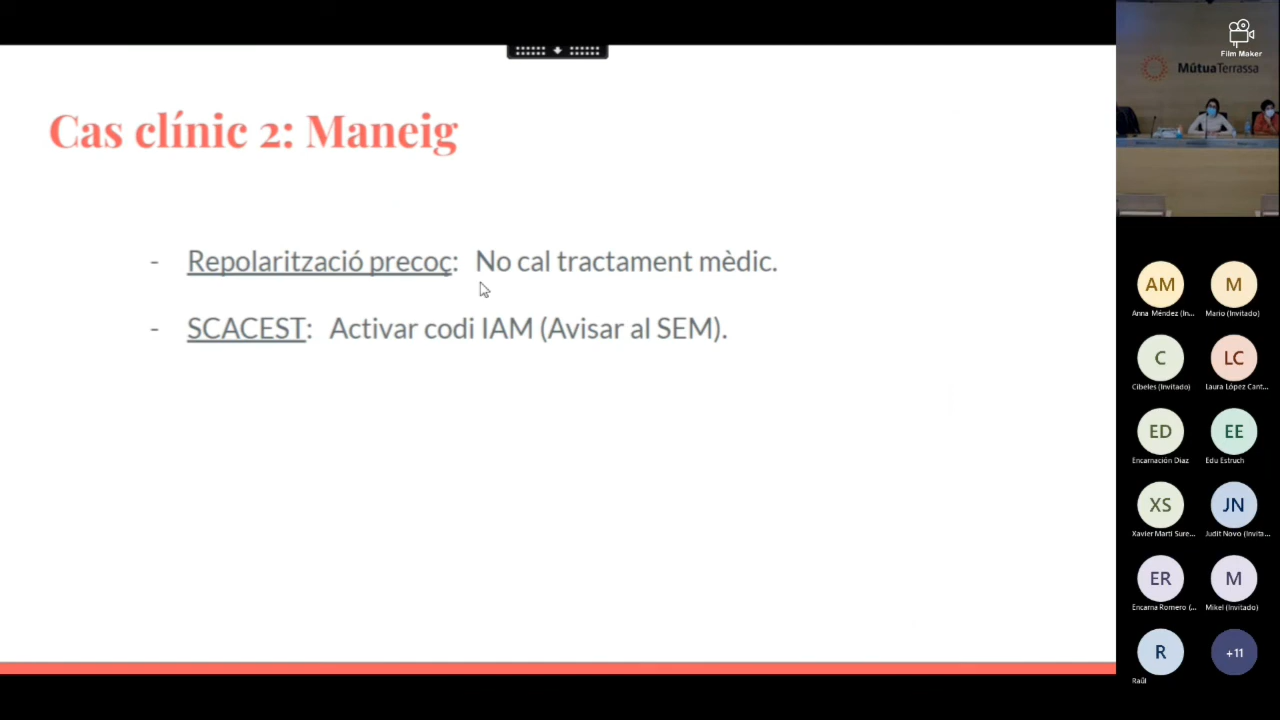 Film Maker
MútuaTerrassa
Cas clínic 2: Maneig
- Repolarització precoç: No cal tractament mèdic.
- SCACEST: Activar codi IAM (Avisar al SEM).
AM
Anna Méndez (In...
M
Mario (Invitado)
C
Cibeles (Invitado)
LC
Laura López Cant...
ED
Encarnación Díaz
EE
Edu Estruch
XS
Xavier Martí Sure...
JN
Judit Novo (Invita...
ER
Encarna Romero (...
M
Mikel (Invitado)
R
Raül
+11